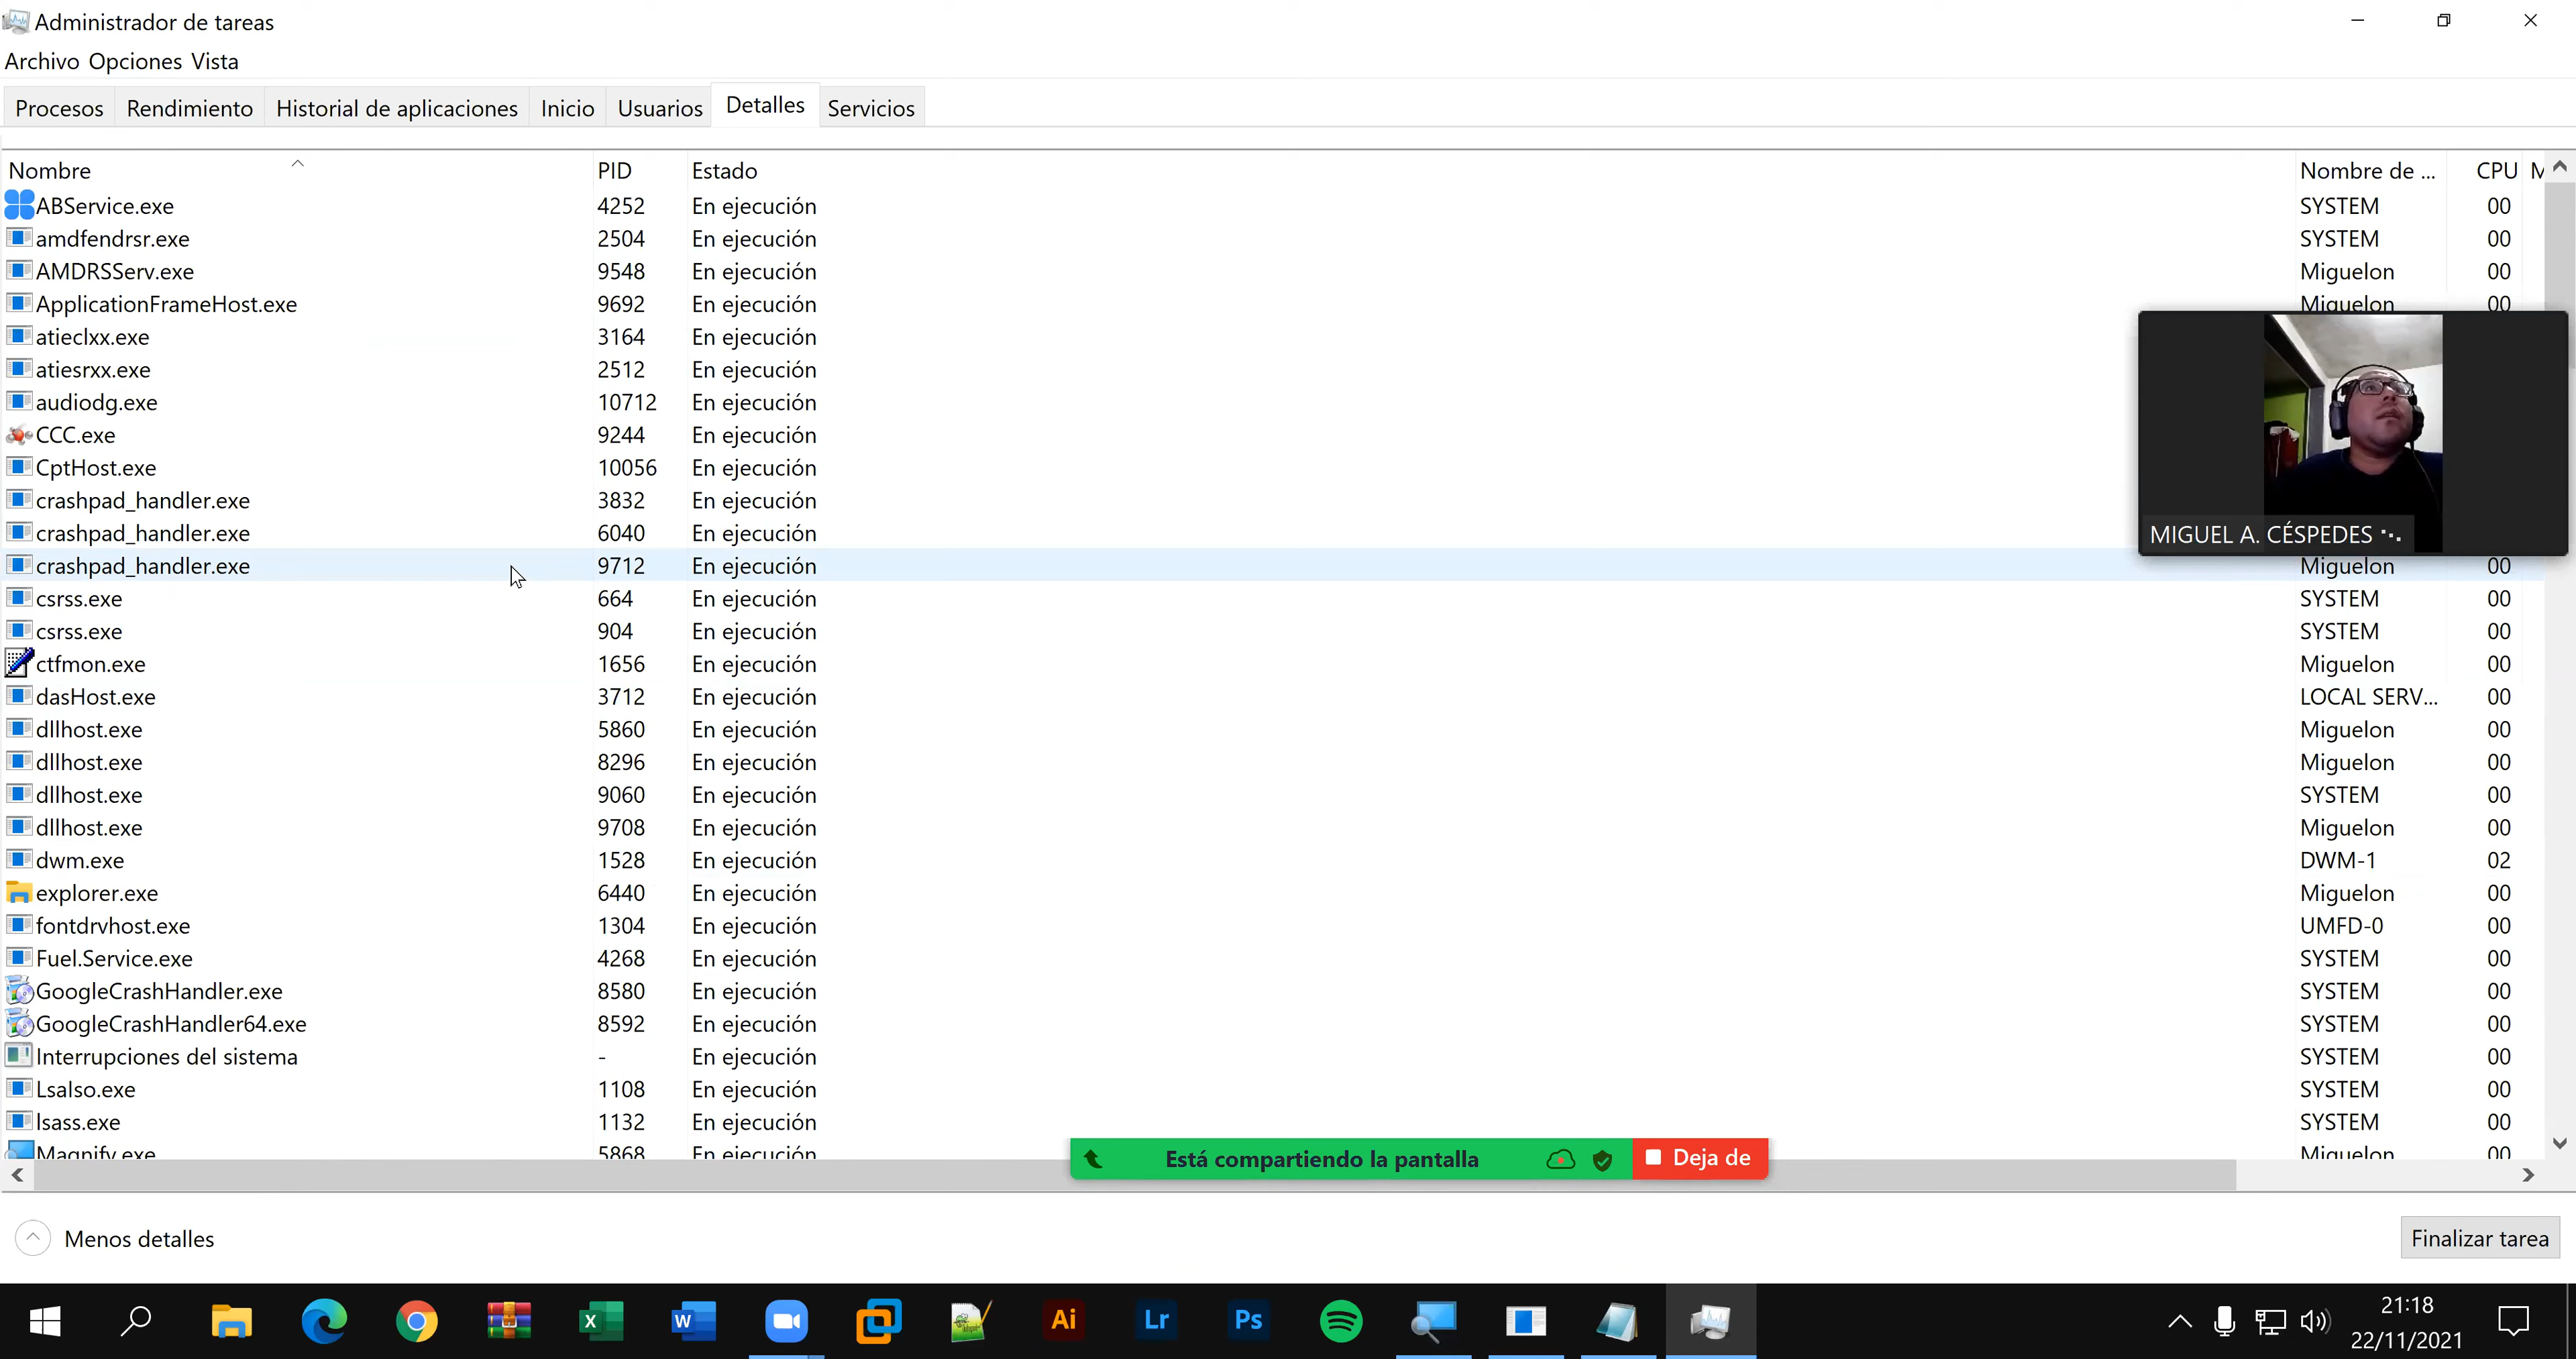 Administrador de tareas
Archivo Opciones Vista
Procesos Rendimiento Historial de aplicaciones Inicio Usuarios Detalles Servicios
Nombre PID Estado Nombre de ... CPU M
ABService.exe 4252 En ejecución SYSTEM 00
amdfendrsr.exe 2504 En ejecución SYSTEM 00
AMDRSServ.exe 9548 En ejecución Miguelon 00
ApplicationFrameHost.exe 9692 En ejecución Miguelon 00
atieclxx.exe 3164 En ejecución
atiesrxx.exe 2512 En ejecución
audiodg.exe 10712 En ejecución
CCC.exe 9244 En ejecución
CptHost.exe 10056 En ejecución
crashpad_handler.exe 3832 En ejecución
crashpad_handler.exe 6040 En ejecución
MIGUEL A. CÉSPEDES
crashpad_handler.exe 9712 En ejecución Miguelon 00
csrss.exe 664 En ejecución SYSTEM 00
csrss.exe 904 En ejecución SYSTEM 00
ctfmon.exe 1656 En ejecución Miguelon 00
dasHost.exe 3712 En ejecución LOCAL SERV... 00
dllhost.exe 5860 En ejecución Miguelon 00
dllhost.exe 8296 En ejecución Miguelon 00
dllhost.exe 9060 En ejecución SYSTEM 00
dllhost.exe 9708 En ejecución Miguelon 00
dwm.exe 1528 En ejecución DWM-1 02
explorer.exe 6440 En ejecución Miguelon 00
fontdrvhost.exe 1304 En ejecución UMFD-0 00
Fuel.Service.exe 4268 En ejecución SYSTEM 00
GoogleCrashHandler.exe 8580 En ejecución SYSTEM 00
GoogleCrashHandler64.exe 8592 En ejecución SYSTEM 00
Interrupciones del sistema - En ejecución SYSTEM 00
LsaIso.exe 1108 En ejecución SYSTEM 00
lsass.exe 1132 En ejecución SYSTEM 00
Magnify.exe 5868 En ejecución Miguelon 00
Está compartiendo la pantalla Deja de
Menos detalles Finalizar tarea
Ai Lr Ps
21:18
22/11/2021